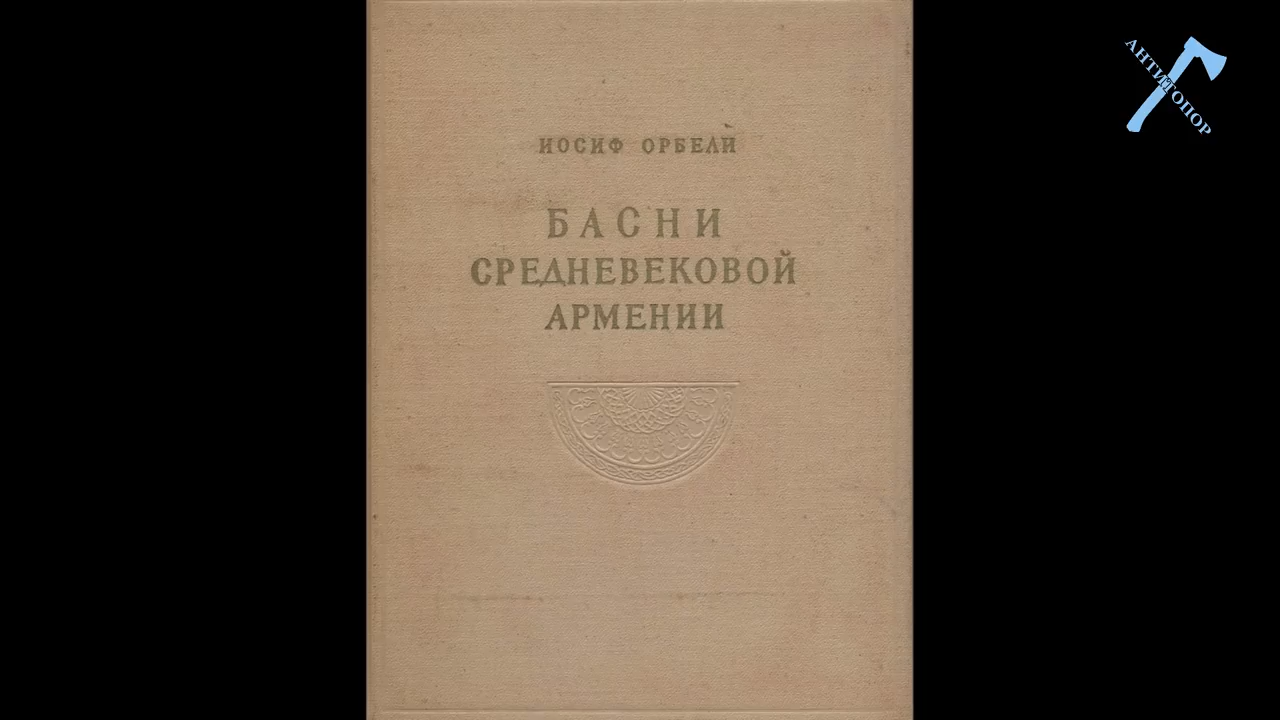 ИОСИФ ОРБЕЛИ
БАСНИ
СРЕДНЕВЕКОВОЙ
АРМЕНИИ
АНТИТОПОР